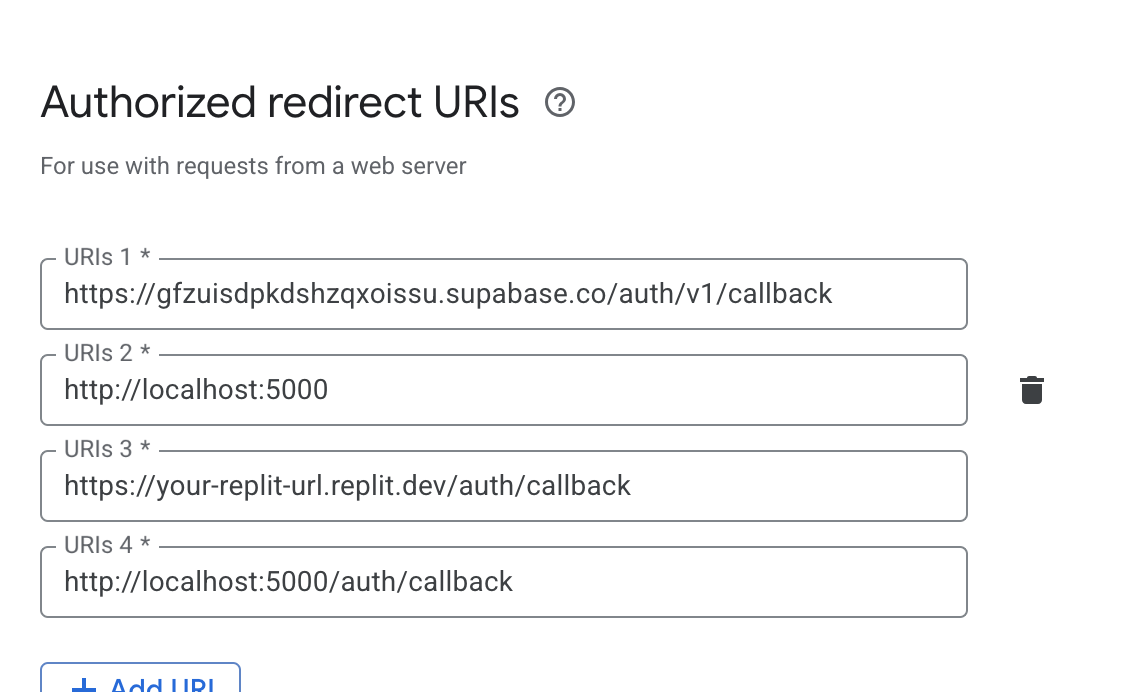 Authorized redirect URIs
For use with requests from a web server
URIs 1 *
https://gfzuisdpkdshzqxoissu.supabase.co/auth/v1/callback
URIs 2 *
http://localhost:5000
URIs 3 *
https://your-replit-url.replit.dev/auth/callback
URIs 4 *
http://localhost:5000/auth/callback
+ Add URI